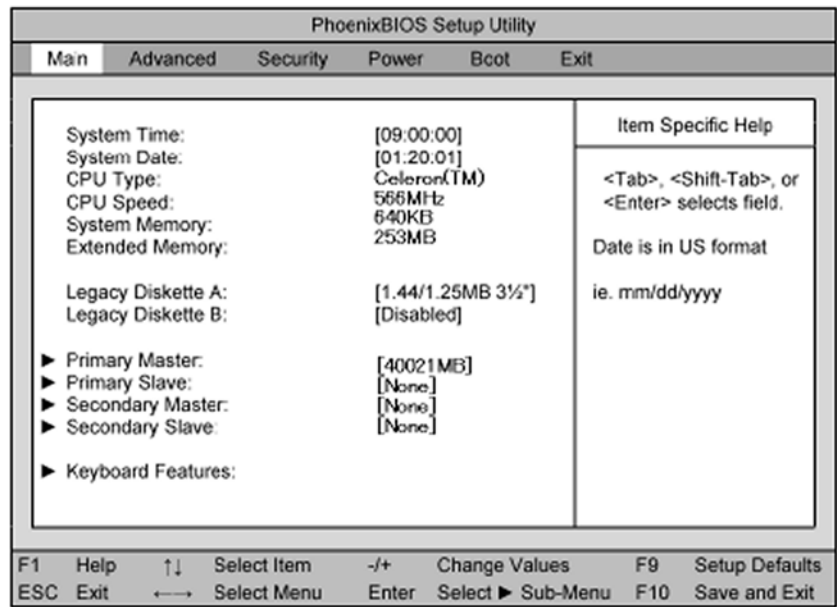 PhoenixBIOS Setup Utility
Main Advanced Security Power Boot Exit
System Time: [09:00:00]
System Date: [01:20:01]
CPU Type: Celeron(TM)
CPU Speed: 566MHz
System Memory: 640KB
Extended Memory: 253MB
Legacy Diskette A: [1.44/1.25MB 3½"]
Legacy Diskette B: [Disabled]
► Primary Master: [40021MB]
► Primary Slave: [None]
► Secondary Master: [None]
► Secondary Slave: [None]
► Keyboard Features:
Item Specific Help
<Tab>, <Shift-Tab>, or
<Enter> selects field.
Date is in US format
ie. mm/dd/yyyy
F1 Help ↑↓ Select Item -/+ Change Values F9 Setup Defaults
ESC Exit ←→ Select Menu Enter Select ► Sub-Menu F10 Save and Exit